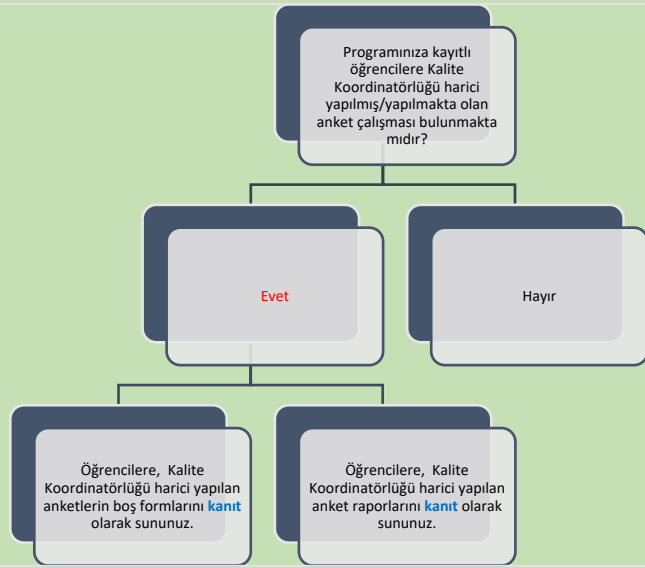 Programınıza kayıtlı
öğrencilere Kalite
Koordinatörlüğü harici
yapılmış/yapılmakta olan
anket çalışması bulunmakta
mıdır?
Evet
Hayır
Öğrencilere, Kalite
Koordinatörlüğü harici yapılan
anketlerin boş formlarını kanıt
olarak sununuz.
Öğrencilere, Kalite
Koordinatörlüğü harici yapılan
anket raporlarını kanıt olarak
sununuz.